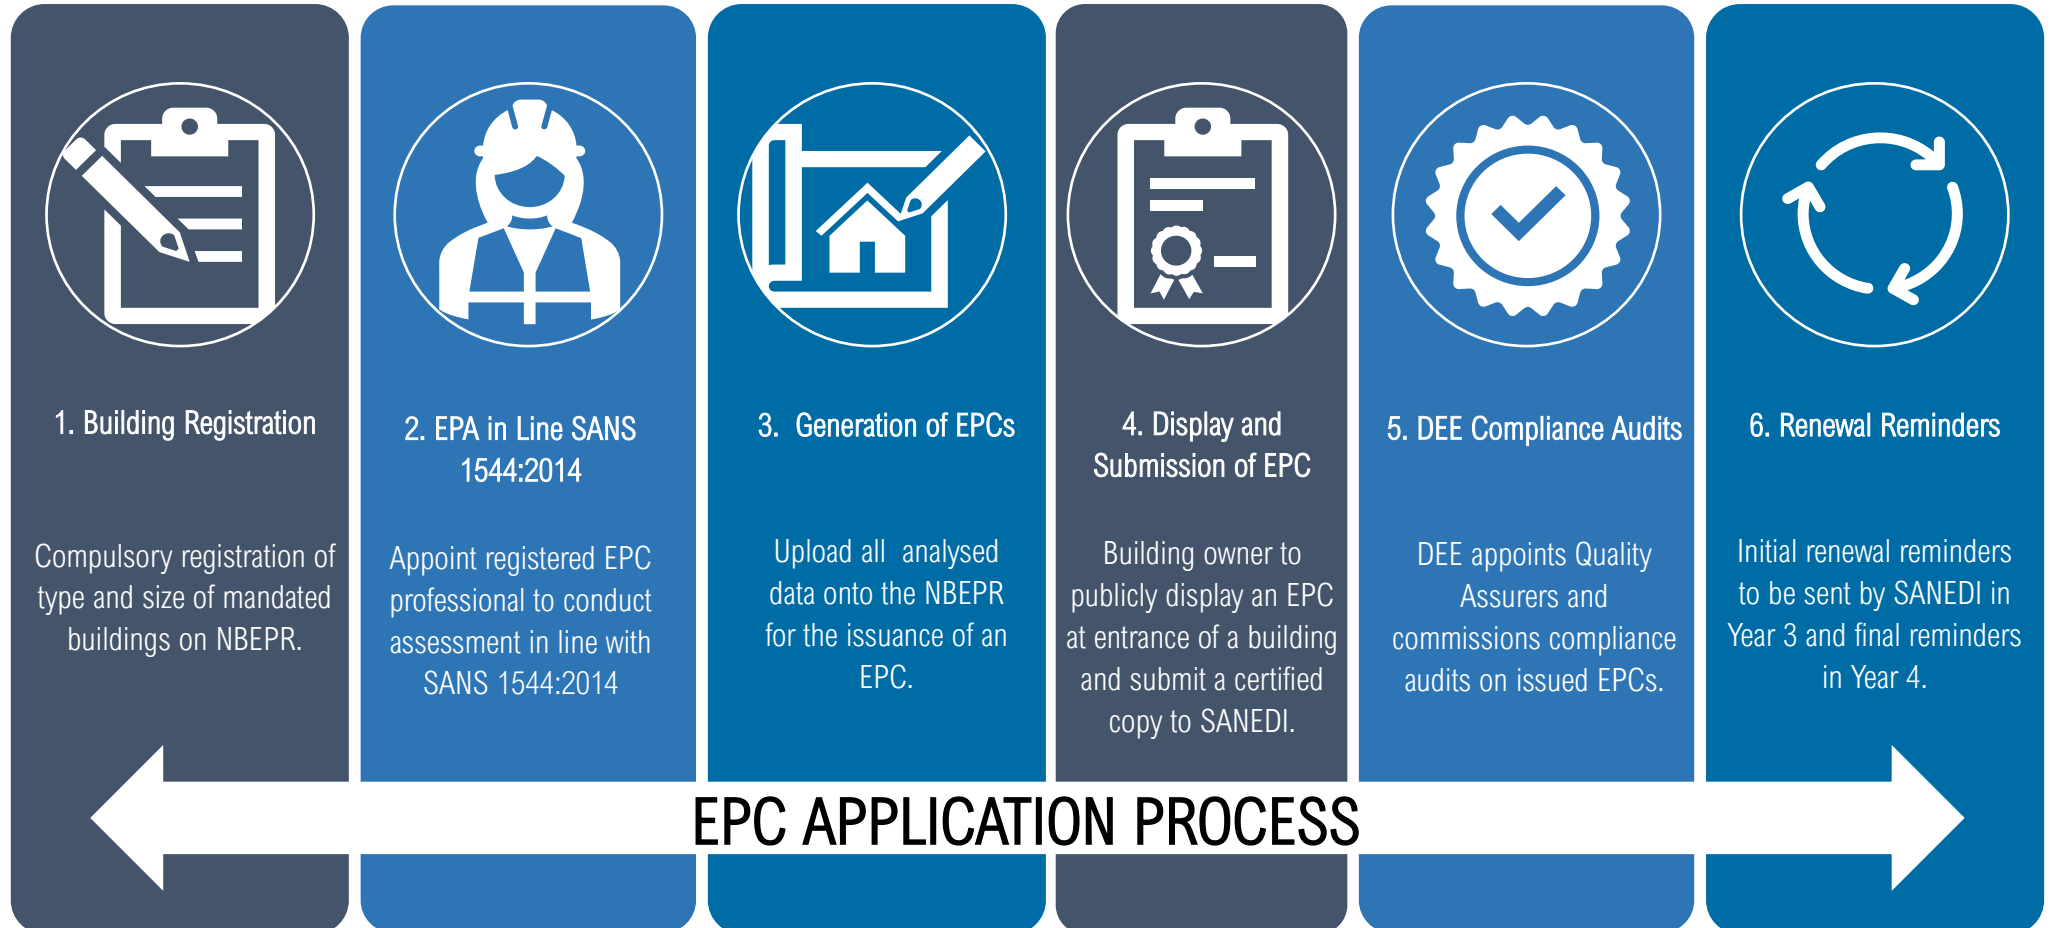 1. Building Registration
Compulsory registration of
type and size of mandated
buildings on NBEPR.
2. EPA in Line SANS
1544:2014
Appoint registered EPC
professional to conduct
assessment in line with
SANS 1544:2014
3. Generation of EPCs
Upload all analysed
data onto the NBEPR
for the issuance of an
EPC.
4. Display and
Submission of EPC
Building owner to
publicly display an EPC
at entrance of a building
and submit a certified
copy to SANEDI.
5. DEE Compliance Audits
DEE appoints Quality
Assurers and
commissions compliance
audits on issued EPCs.
6. Renewal Reminders
Initial renewal reminders
to be sent by SANEDI in
Year 3 and final reminders
in Year 4.
EPC APPLICATION PROCESS